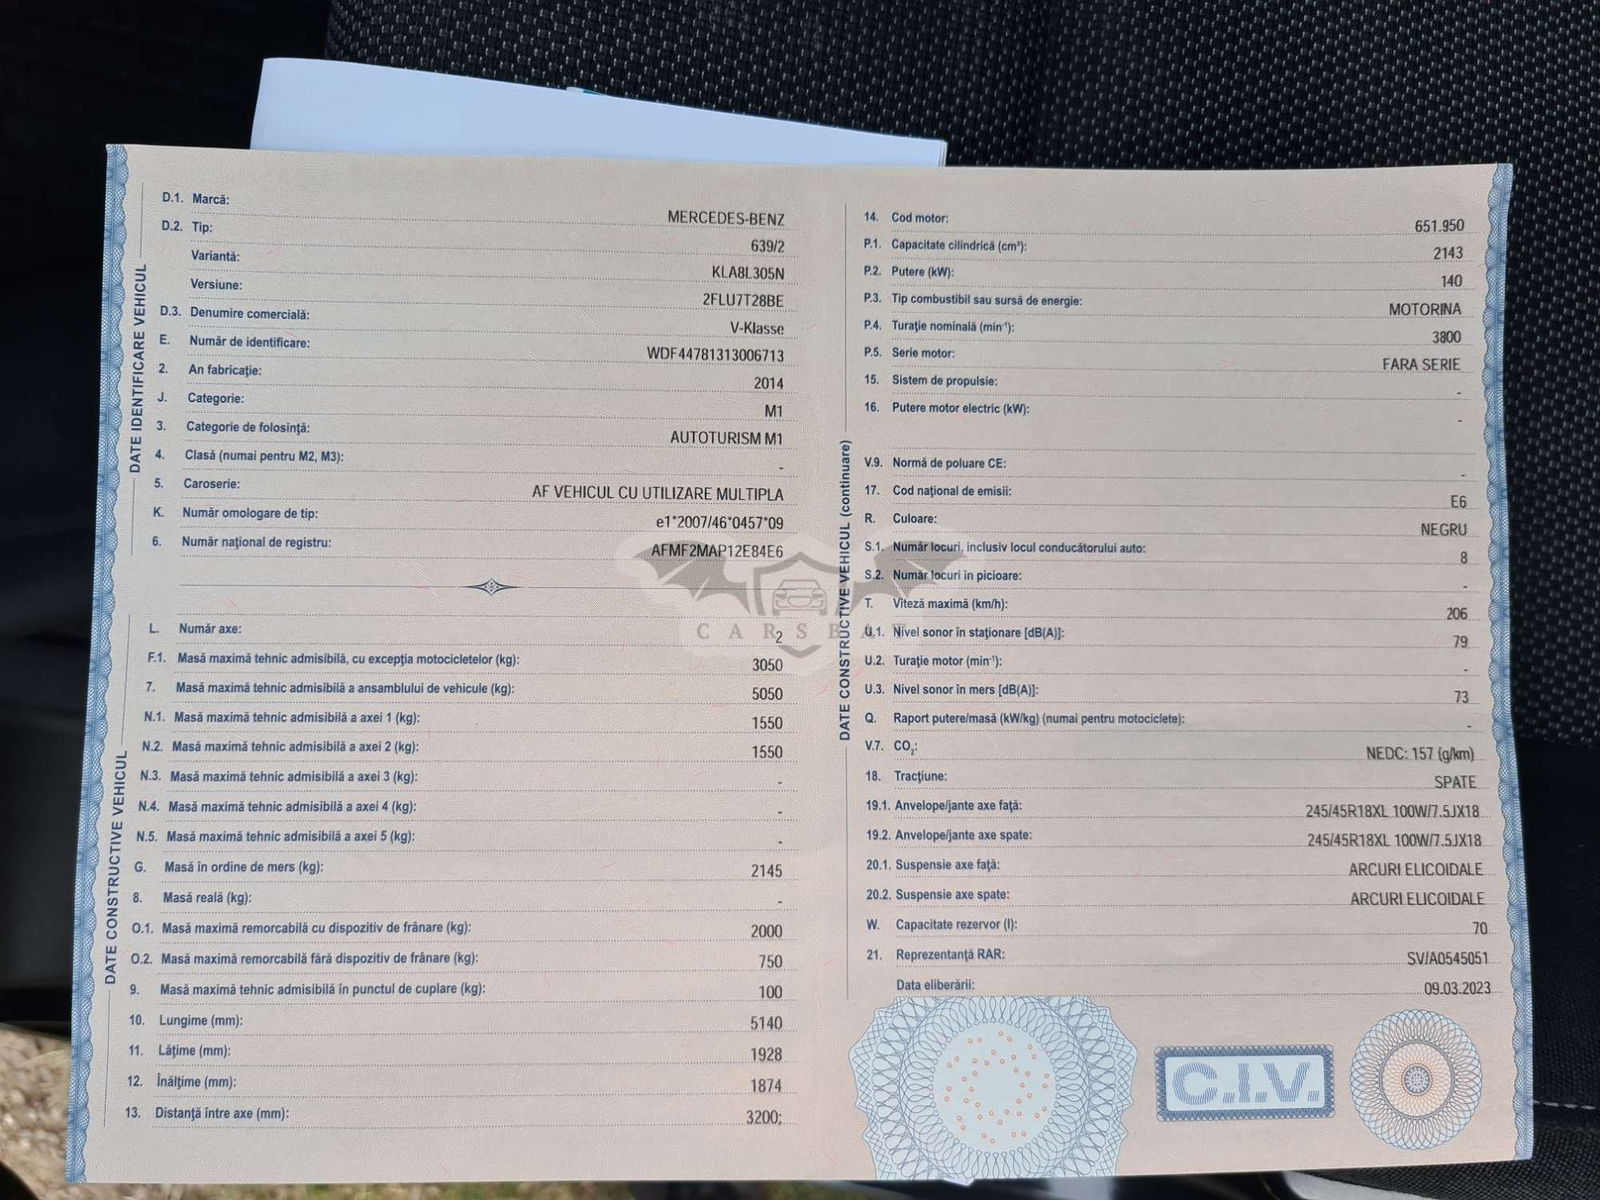 DATE IDENTIFICARE VEHICUL
D.1. Marcă: MERCEDES-BENZ
D.2. Tip: 639/2
Variantă: KLA8L305N
Versiune: 2FLU7T28BE
D.3. Denumire comercială: V-Klasse
E. Număr de identificare: WDF44781313006713
2. An fabricație: 2014
J. Categorie: M1
3. Categorie de folosință: AUTOTURISM M1
4. Clasă (numai pentru M2, M3): -
5. Caroserie: AF VEHICUL CU UTILIZARE MULTIPLA
K. Număr omologare de tip: e1*2007/46*0457*09
6. Număr național de registru: AFMF2MAP12E84E6
DATE CONSTRUCTIVE VEHICUL
L. Număr axe: 2
F.1. Masă maximă tehnic admisibilă, cu excepția motocicletelor (kg): 3050
7. Masă maximă tehnic admisibilă a ansamblului de vehicule (kg): 5050
N.1. Masă maximă tehnic admisibilă a axei 1 (kg): 1550
N.2. Masă maximă tehnic admisibilă a axei 2 (kg): 1550
N.3. Masă maximă tehnic admisibilă a axei 3 (kg): -
N.4. Masă maximă tehnic admisibilă a axei 4 (kg): -
N.5. Masă maximă tehnic admisibilă a axei 5 (kg): -
G. Masă în ordine de mers (kg): 2145
8. Masă reală (kg): -
O.1. Masă maximă remorcabilă cu dispozitiv de frânare (kg): 2000
O.2. Masă maximă remorcabilă fără dispozitiv de frânare (kg): 750
9. Masă maximă tehnic admisibilă în punctul de cuplare (kg): 100
10. Lungime (mm): 5140
11. Lățime (mm): 1928
12. Înălțime (mm): 1874
13. Distanță între axe (mm): 3200;
DATE CONSTRUCTIVE VEHICUL (continuare)
14. Cod motor: 651.950
P.1. Capacitate cilindrică (cm³): 2143
P.2. Putere (kW): 140
P.3. Tip combustibil sau sursă de energie: MOTORINA
P.4. Turație nominală (min⁻¹): 3800
P.5. Serie motor: FARA SERIE
15. Sistem de propulsie: -
16. Putere motor electric (kW): -
V.9. Normă de poluare CE: -
17. Cod național de emisii: E6
R. Culoare: NEGRU
S.1. Număr locuri, inclusiv locul conducătorului auto: 8
S.2. Număr locuri în picioare: -
T. Viteză maximă (km/h): 206
U.1. Nivel sonor în staționare [dB(A)]: 79
U.2. Turație motor (min⁻¹): -
U.3. Nivel sonor în mers [dB(A)]: 73
Q. Raport putere/masă (kW/kg) (numai pentru motociclete): -
V.7. CO₂: NEDC: 157 (g/km)
18. Tracțiune: SPATE
19.1. Anvelope/jante axe față: 245/45R18XL 100W/7.5JX18
19.2. Anvelope/jante axe spate: 245/45R18XL 100W/7.5JX18
20.1. Suspensie axe față: ARCURI ELICOIDALE
20.2. Suspensie axe spate: ARCURI ELICOIDALE
W. Capacitate rezervor (l): 70
21. Reprezentanță RAR: SV/A0545051
Data eliberării: 09.03.2023
C.I.V.